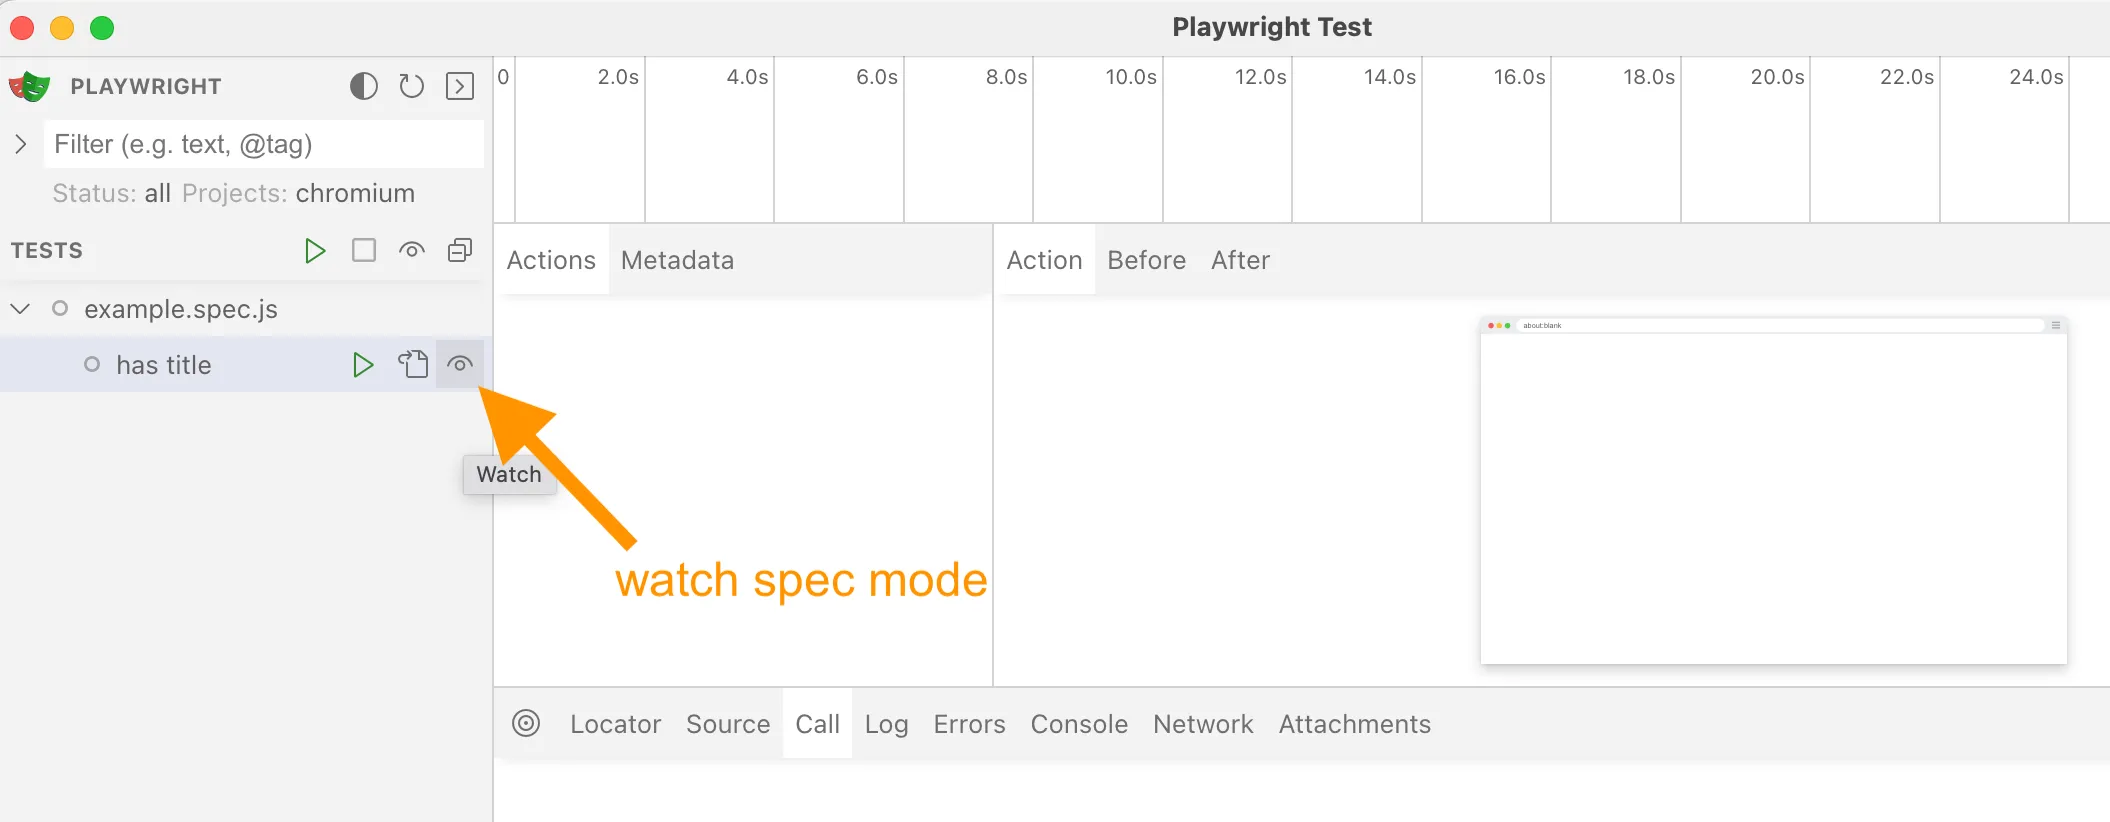 Playwright Test
PLAYWRIGHT
0 2.0s 4.0s 6.0s 8.0s 10.0s 12.0s 14.0s 16.0s 18.0s 20.0s 22.0s 24.0s
Filter (e.g. text, @tag)
Status: all Projects: chromium
TESTS
Actions Metadata
Action Before After
example.spec.js
about:blank
has title
Watch
watch spec mode
Locator Source Call Log Errors Console Network Attachments